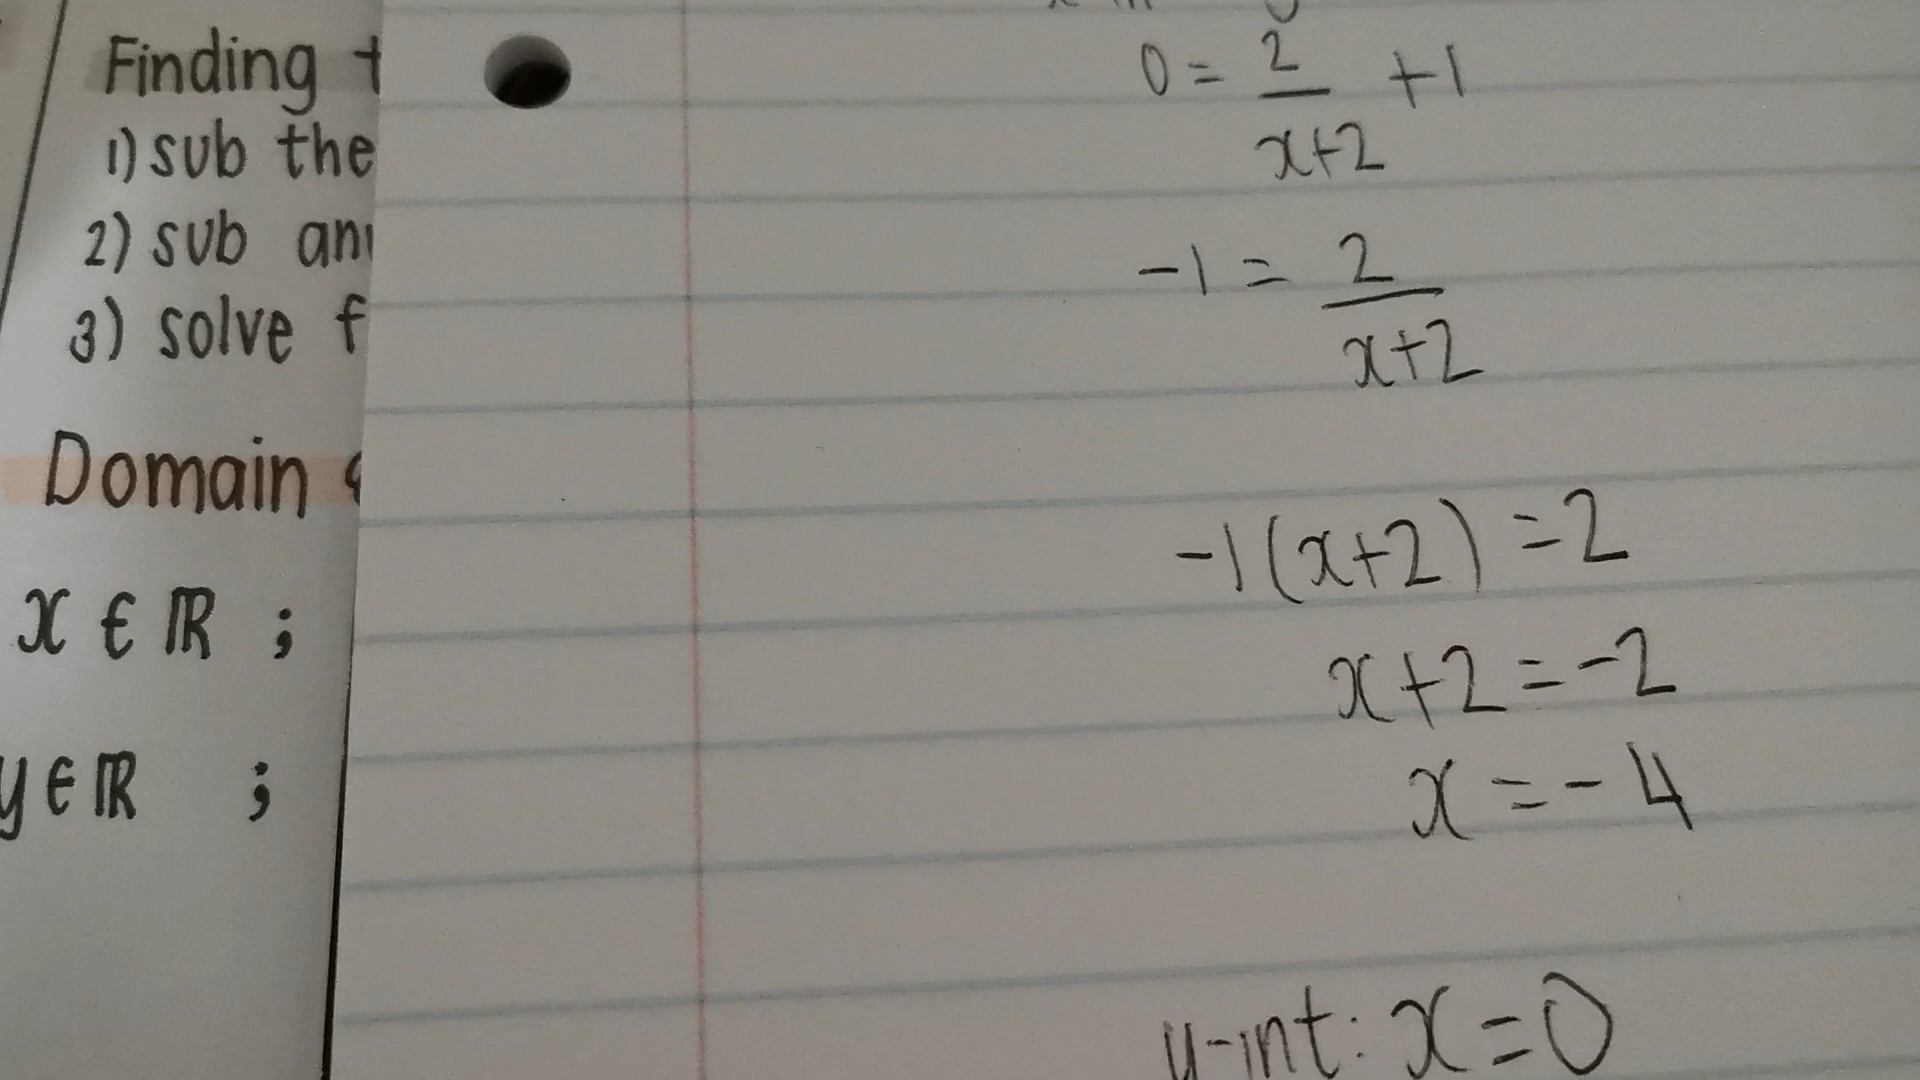 Finding
1) sub the
2) sub
3) solve
Domain
x ∈ ℝ ;
y ∈ ℝ ;
0 = 2/(x+2) + 1
-1 = 2/(x+2)
-1(x+2) = 2
x+2 = -2
x = -4
y-int: x = 0